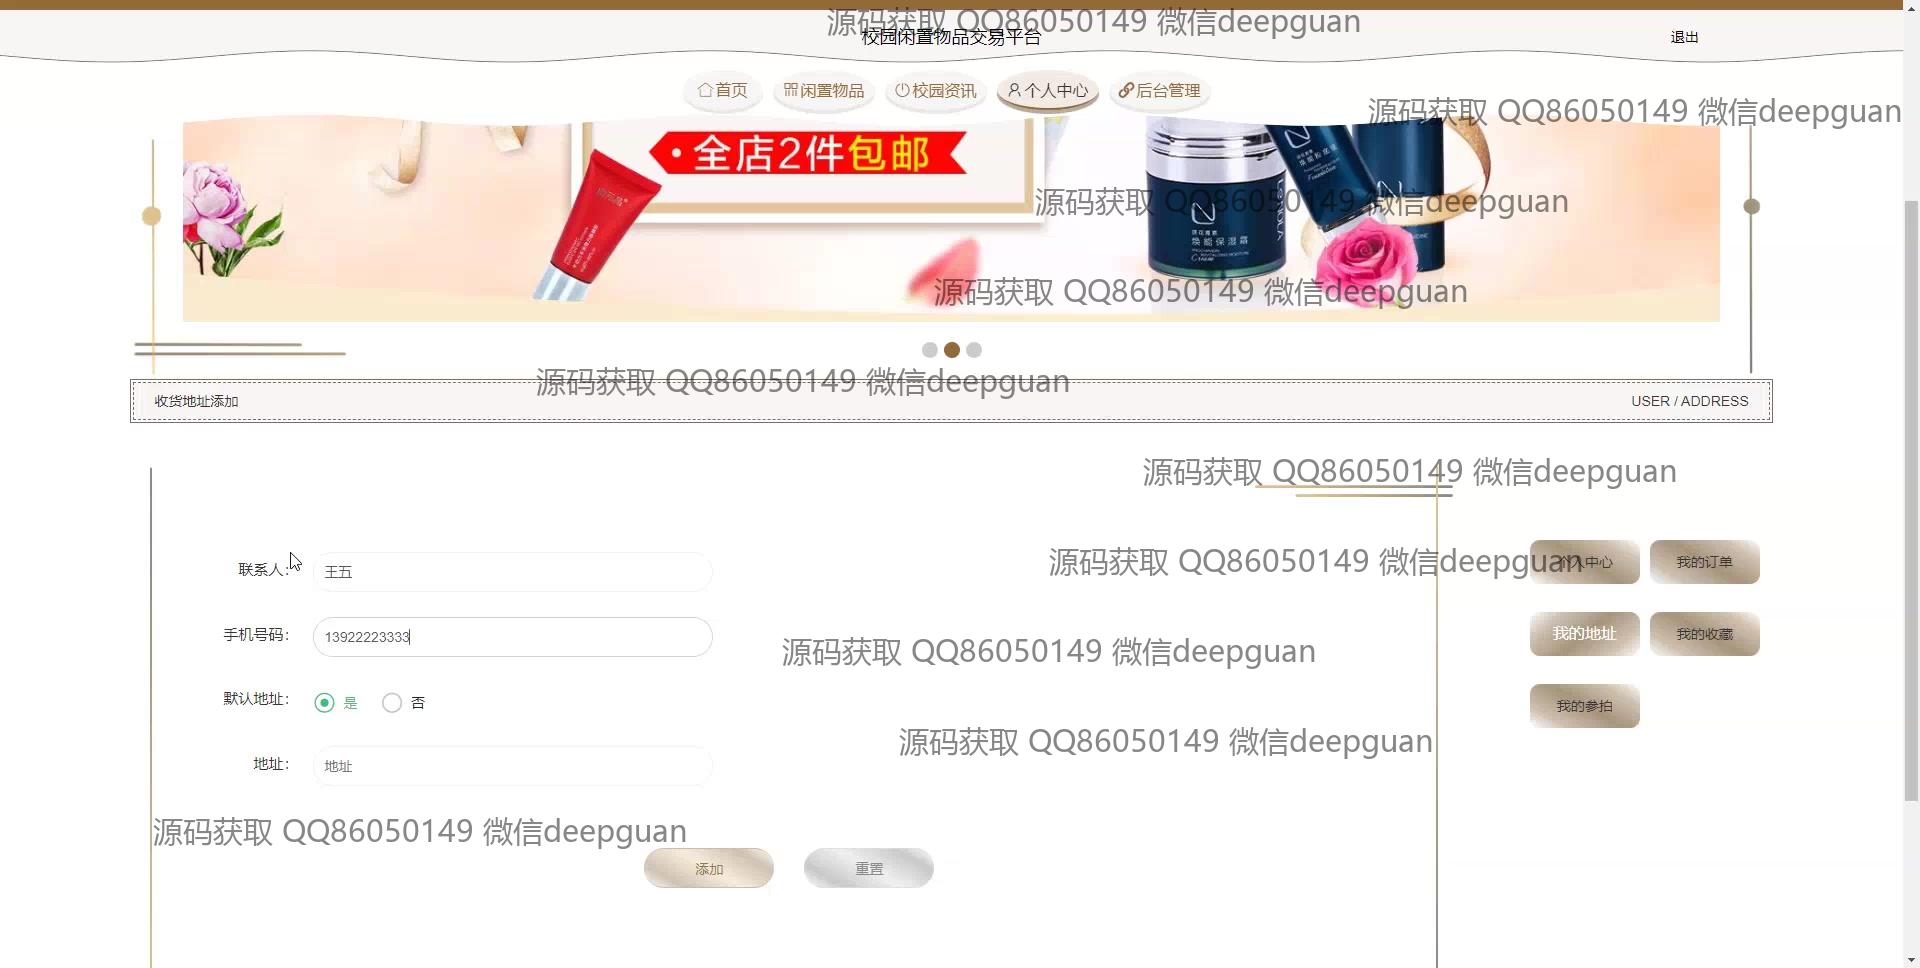 源码获取 QQ86050149 微信deepguan
校园闲置物品交易平台
退出
首页
闲置物品
校园资讯
个人中心
后台管理
源码获取 QQ86050149 微信deepguan
全店2件包邮
源码获取 QQ86050149 微信deepguan
焕能保湿霜
源码获取 QQ86050149 微信deepguan
源码获取 QQ86050149 微信deepguan
收货地址添加
USER / ADDRESS
源码获取 QQ86050149 微信deepguan
联系人：
王五
源码获取 QQ86050149 微信deepguan
个人中心
我的订单
手机号码：
13922223333
源码获取 QQ86050149 微信deepguan
我的地址
我的收藏
默认地址：
是
否
我的参拍
源码获取 QQ86050149 微信deepguan
地址：
地址
源码获取 QQ86050149 微信deepguan
添加
重置